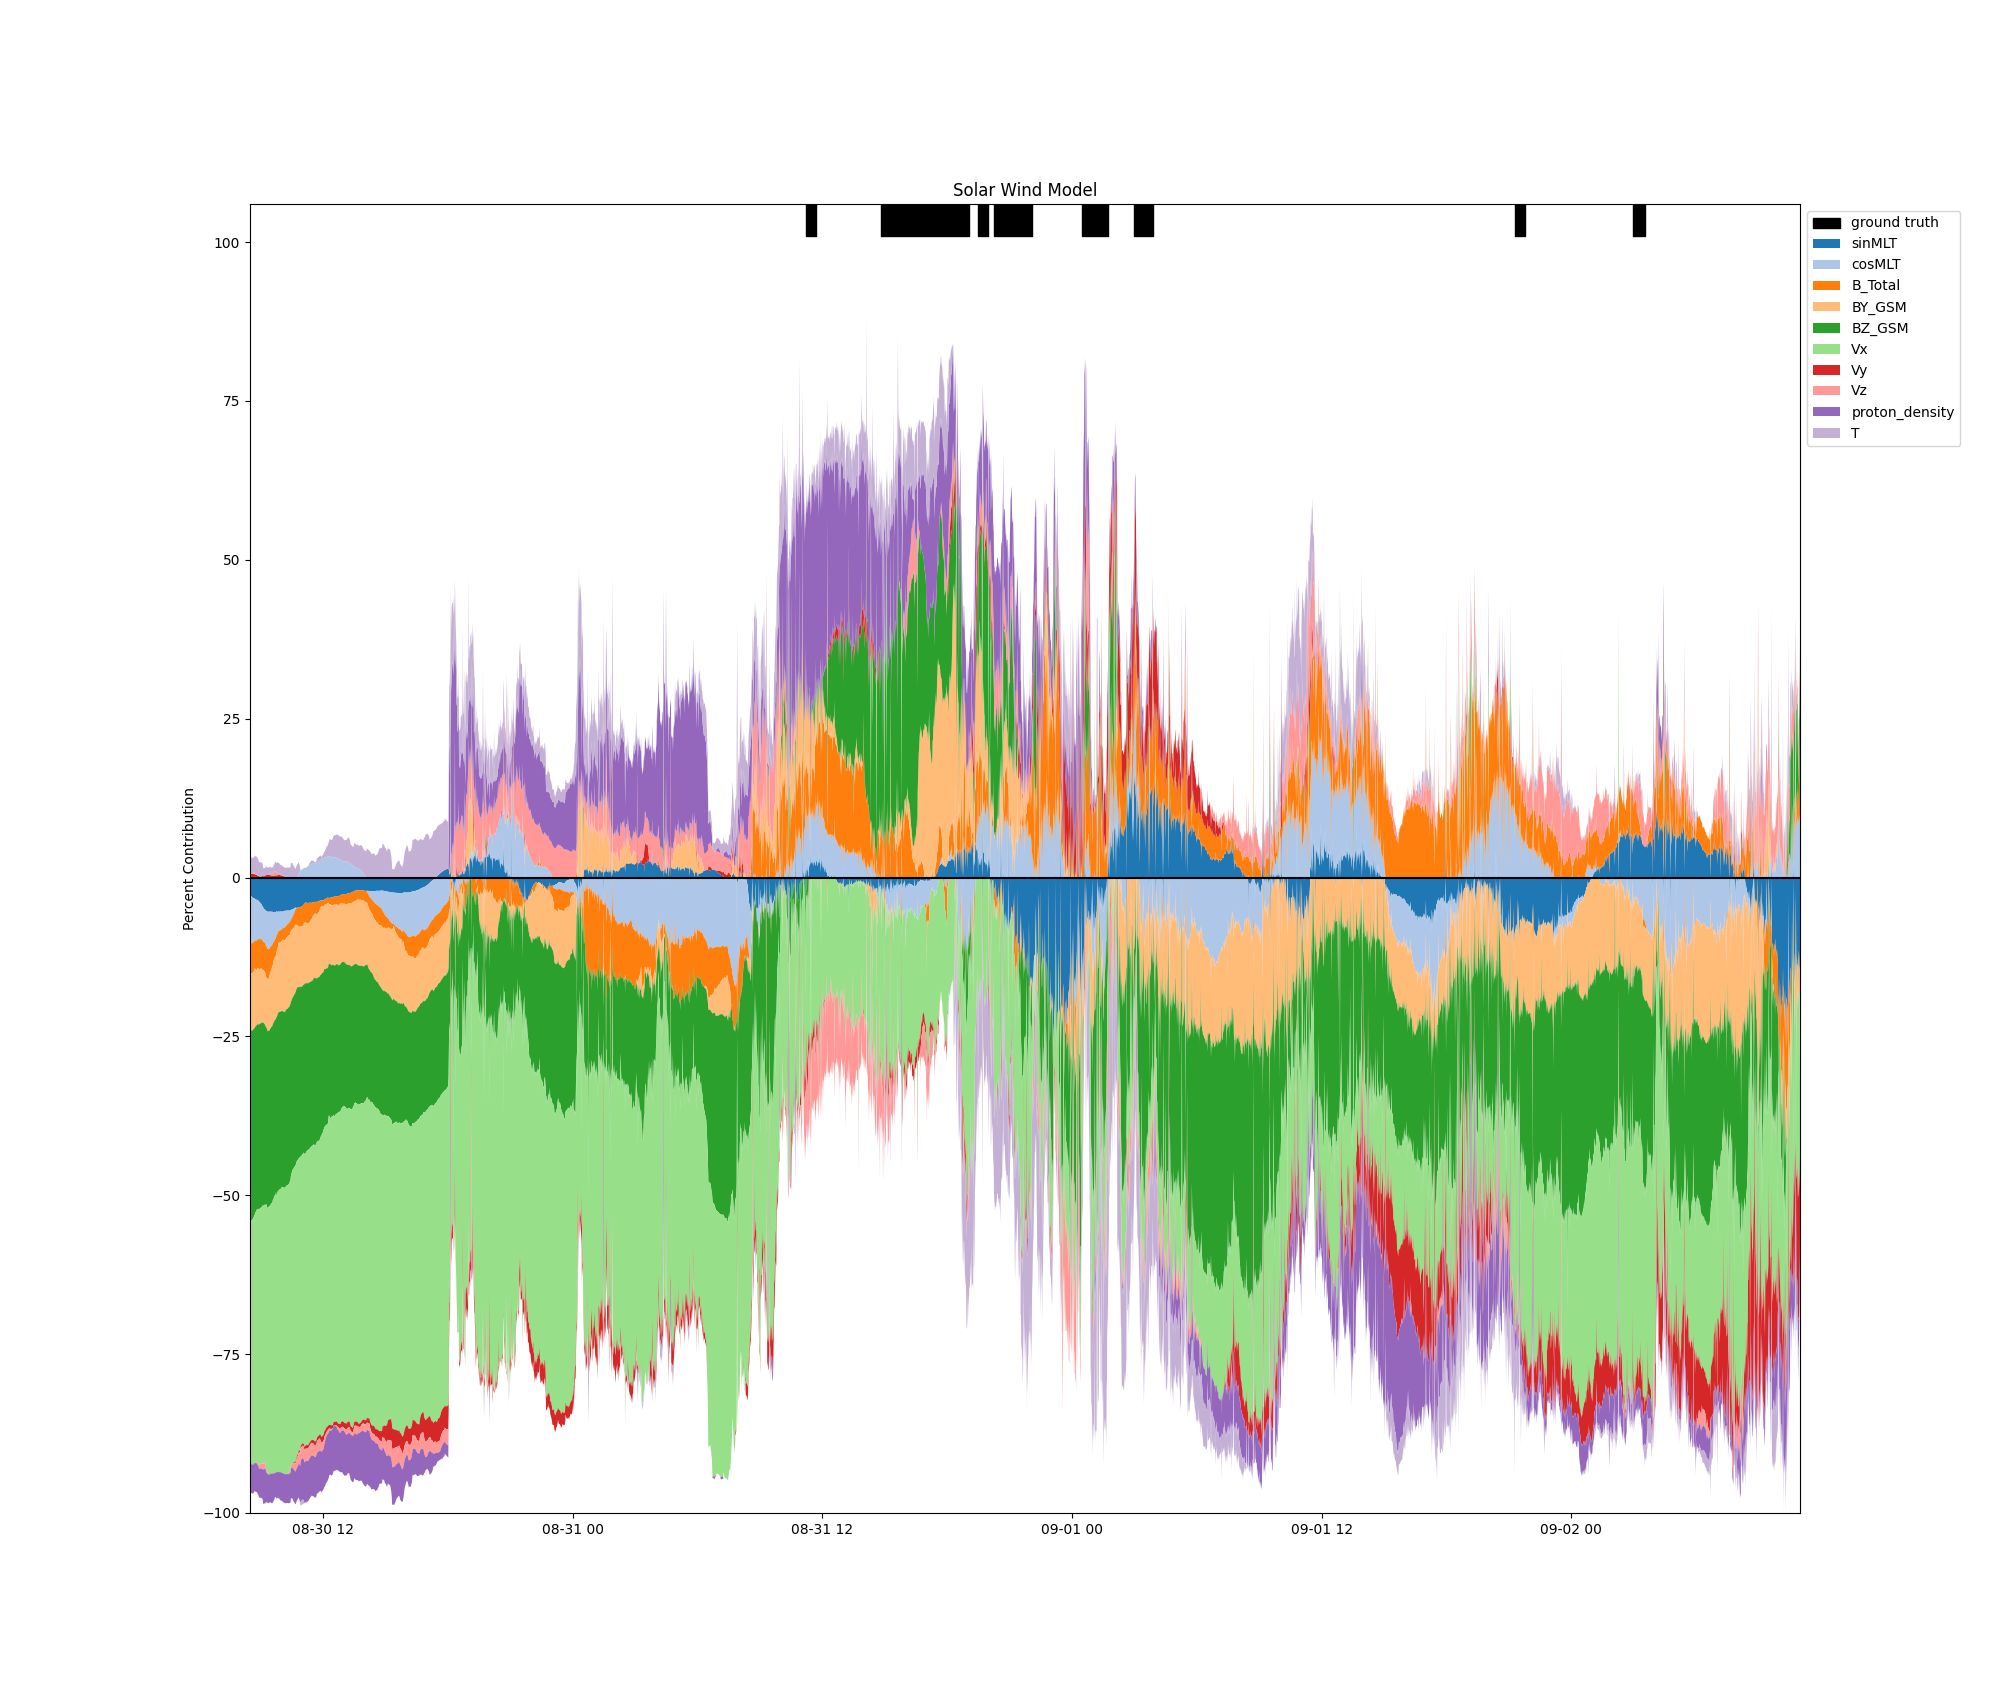 Solar Wind Model
Percent Contribution
100
75
50
25
0
−25
−50
−75
−100
08-30 12
08-31 00
08-31 12
09-01 00
09-01 12
09-02 00
ground truth
sinMLT
cosMLT
B_Total
BY_GSM
BZ_GSM
Vx
Vy
Vz
proton_density
T